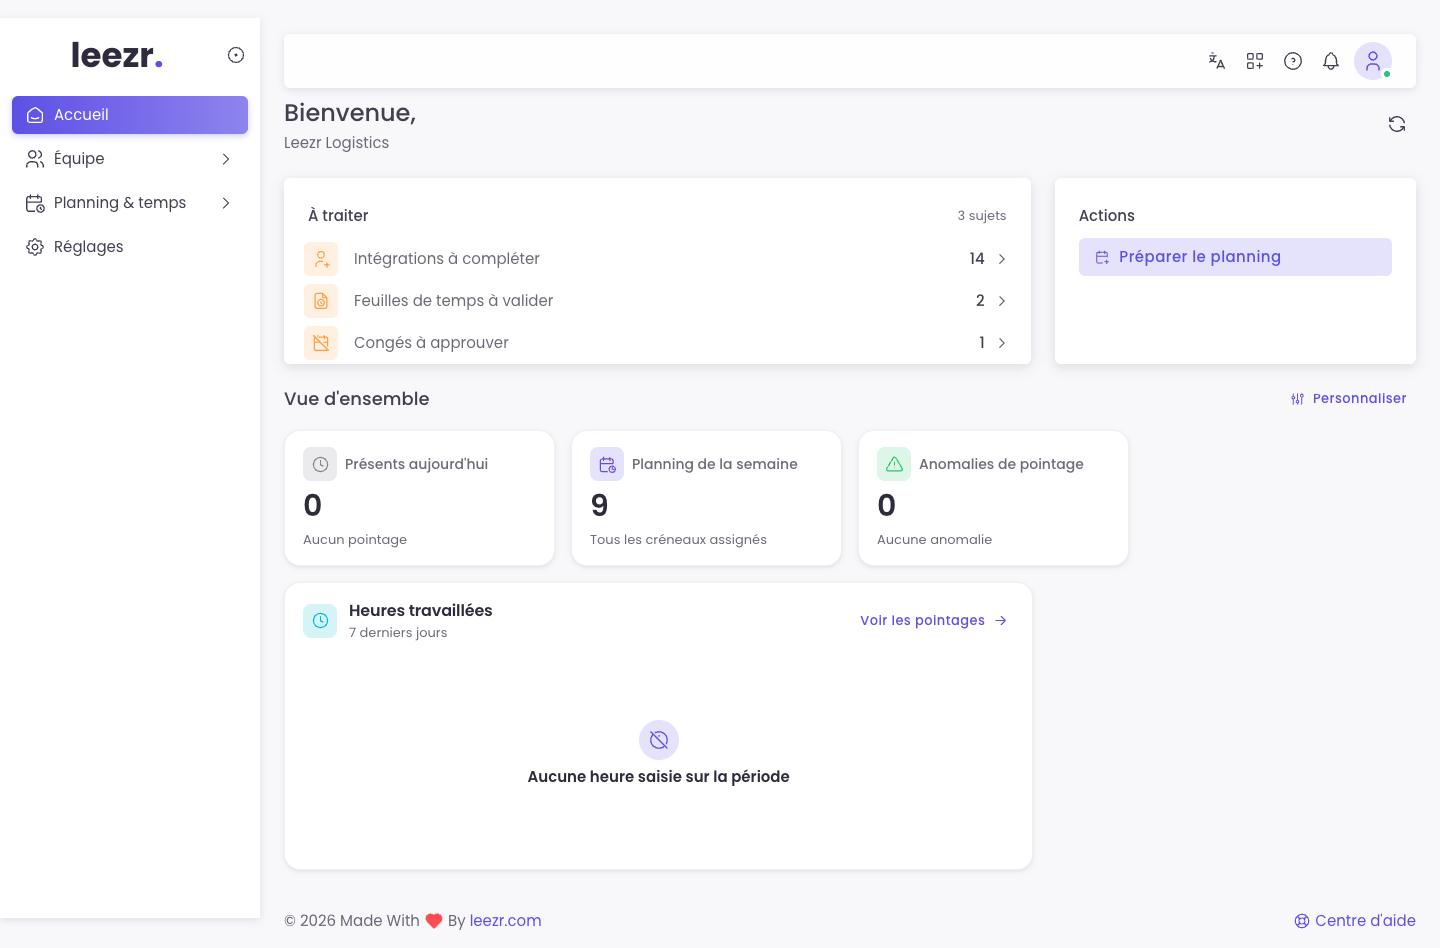 leezr.
Accueil
Équipe
Planning & temps
Réglages
Bienvenue,
Leezr Logistics
À traiter
3 sujets
Intégrations à compléter
14
Feuilles de temps à valider
2
Congés à approuver
1
Actions
Préparer le planning
Vue d'ensemble
Personnaliser
Présents aujourd'hui
0
Aucun pointage
Planning de la semaine
9
Tous les créneaux assignés
Anomalies de pointage
0
Aucune anomalie
Heures travaillées
7 derniers jours
Voir les pointages
Aucune heure saisie sur la période
© 2026 Made With ❤ By leezr.com
Centre d'aide